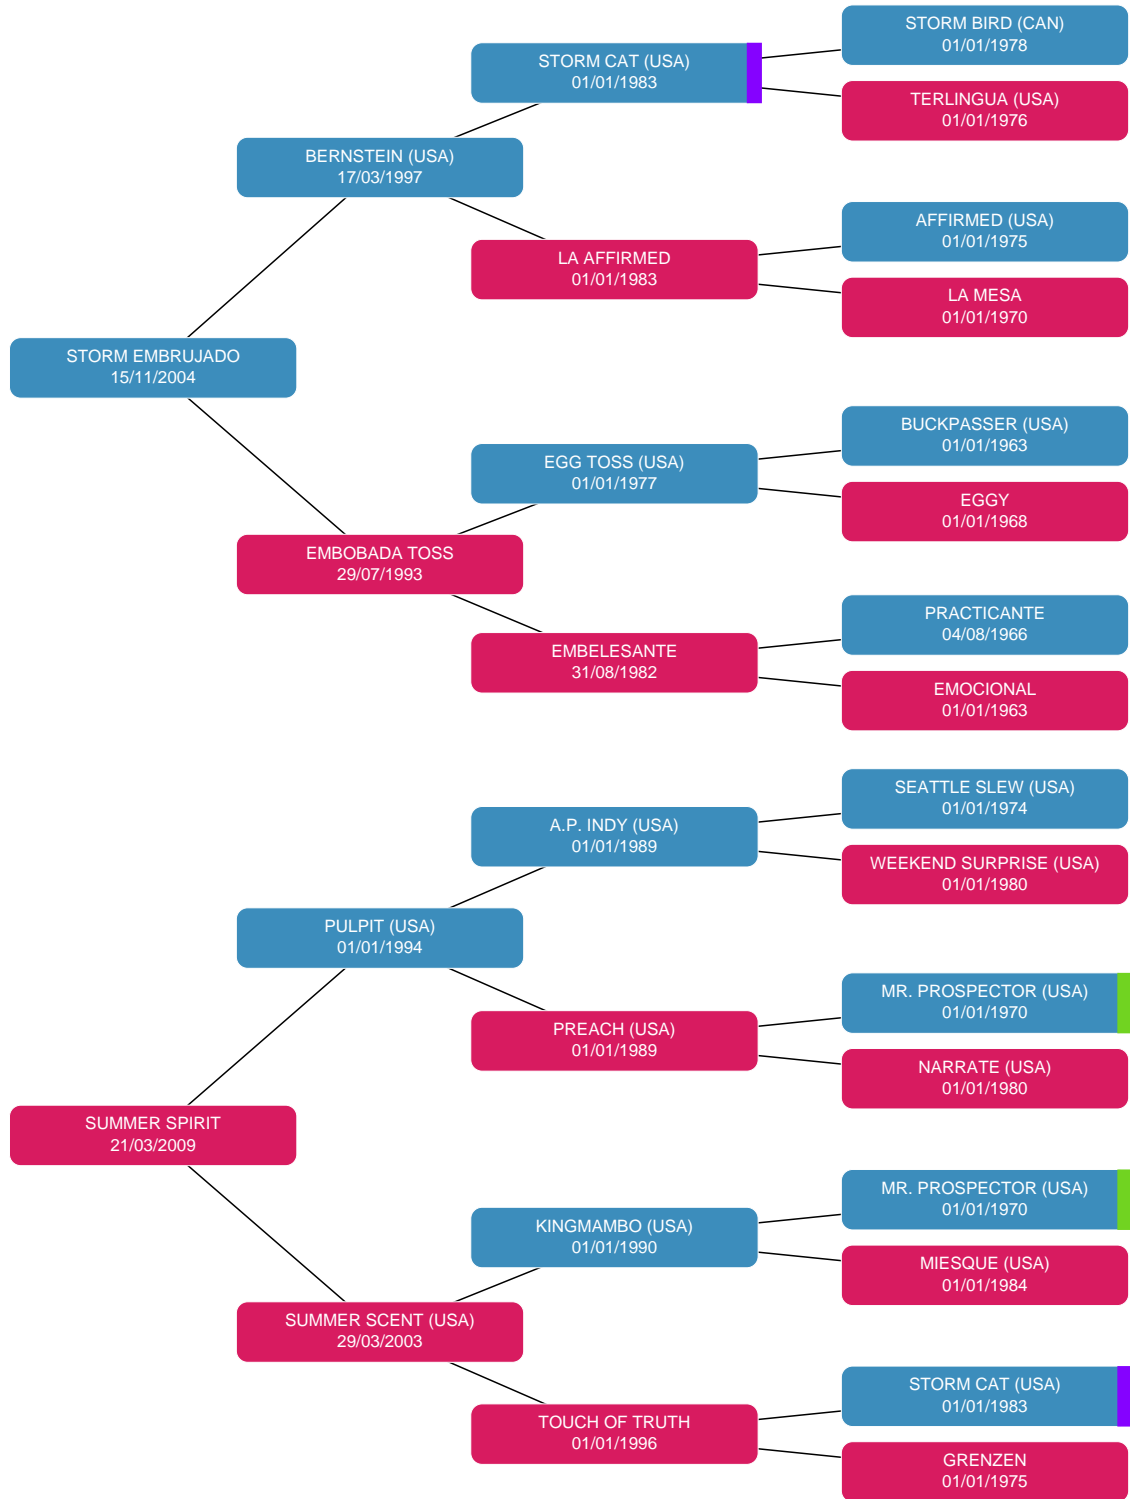 STORM BIRD (CAN)
01/01/1978
STORM CAT (USA)
01/01/1983
TERLINGUA (USA)
01/01/1976
BERNSTEIN (USA)
17/03/1997
AFFIRMED (USA)
01/01/1975
LA AFFIRMED
01/01/1983
LA MESA
01/01/1970
STORM EMBRUJADO
15/11/2004
BUCKPASSER (USA)
01/01/1963
EGG TOSS (USA)
01/01/1977
EGGY
01/01/1968
EMBOBADA TOSS
29/07/1993
PRACTICANTE
04/08/1966
EMBELESANTE
31/08/1982
EMOCIONAL
01/01/1963
SEATTLE SLEW (USA)
01/01/1974
A.P. INDY (USA)
01/01/1989
WEEKEND SURPRISE (USA)
01/01/1980
PULPIT (USA)
01/01/1994
MR. PROSPECTOR (USA)
01/01/1970
PREACH (USA)
01/01/1989
NARRATE (USA)
01/01/1980
SUMMER SPIRIT
21/03/2009
MR. PROSPECTOR (USA)
01/01/1970
KINGMAMBO (USA)
01/01/1990
MIESQUE (USA)
01/01/1984
SUMMER SCENT (USA)
29/03/2003
STORM CAT (USA)
01/01/1983
TOUCH OF TRUTH
01/01/1996
GRENZEN
01/01/1975